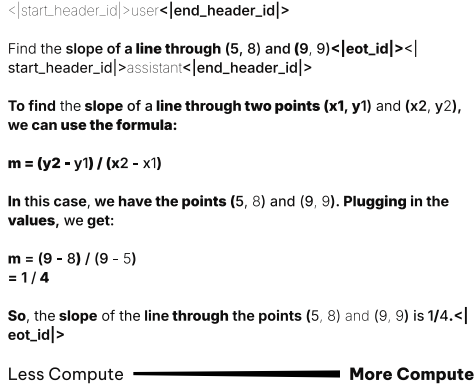 <|start_header_id|>user<|end_header_id|>
Find the slope of a line through (5, 8) and (9, 9)<|eot_id|><|
start_header_id|>assistant<|end_header_id|>
To find the slope of a line through two points (x1, y1) and (x2, y2),
we can use the formula:
m = (y2 - y1) / (x2 - x1)
In this case, we have the points (5, 8) and (9, 9). Plugging in the
values, we get:
m = (9 - 8) / (9 - 5)
= 1 / 4
So, the slope of the line through the points (5, 8) and (9, 9) is 1/4.<|
eot_id|>
Less Compute More Compute